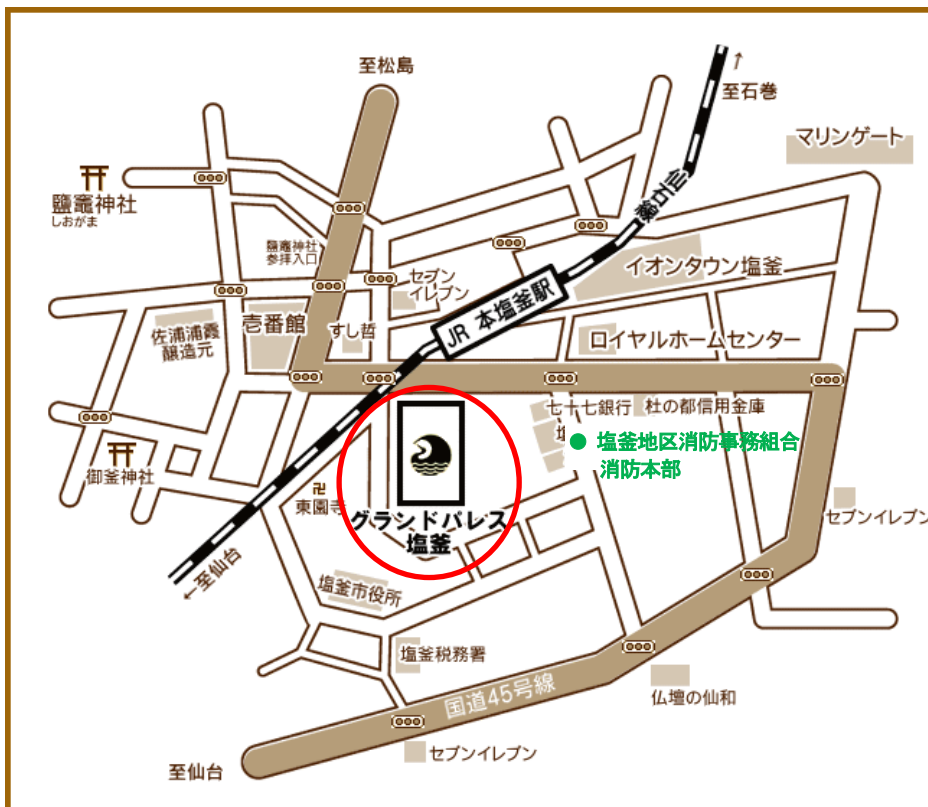 至松島
↑
至石巻
マリンゲート
仙石線
鹽竈神社
しおがま
鹽竈神社
参拝入口
セブン
イレブン
イオンタウン塩釜
JR 本塩釜駅
佐浦浦霞
醸造元
壱番館
すし哲
ロイヤルホームセンター
七十七銀行
杜の都信用金庫
● 塩釜地区消防事務組合
消防本部
御釜神社
卍
東園寺
グランドパレス
塩釜
セブンイレブン
←至仙台
塩釜市役所
塩釜税務署
国道45号線
仏壇の仙和
セブンイレブン
至仙台